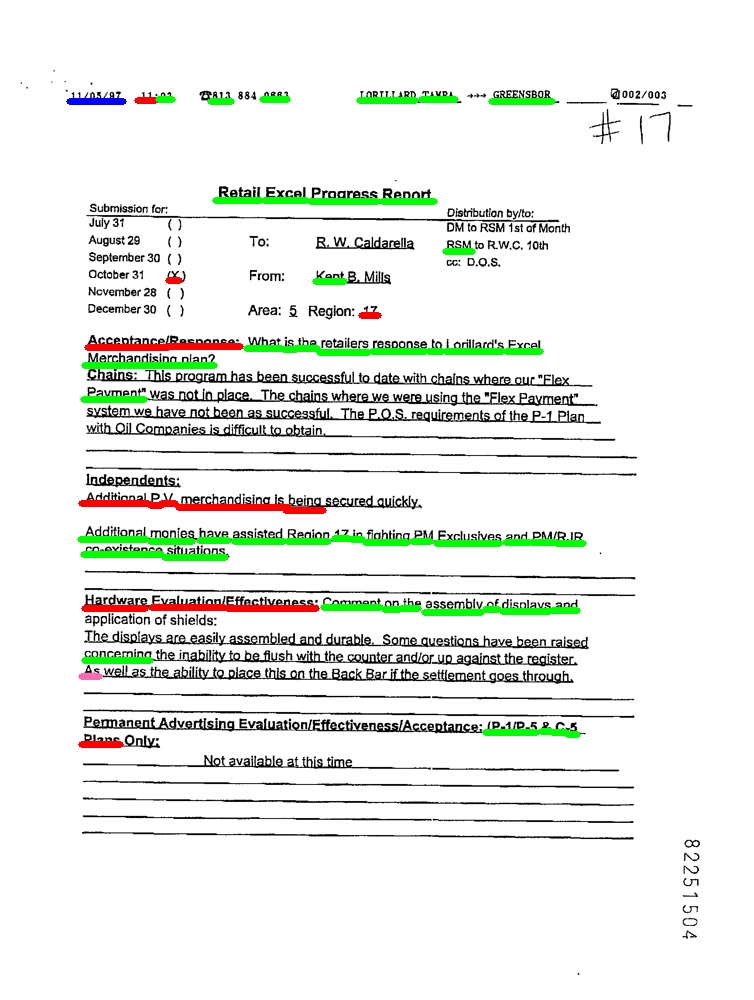 11/05/97 11:03 ☎813 884 0663 LORILLARD TAMPA →→→ GREENSBOR 002/003
# 17
Retail Excel Progress Report
Submission for:
Distribution by/to:
July 31 ( )
DM to RSM 1st of Month
August 29 ( ) To: R. W. Caldarella
RSM to R.W.C. 10th
September 30 ( )
cc: D.O.S.
October 31 (X) From: Kent B. Mills
November 28 ( )
December 30 ( ) Area: 5 Region: 17
Acceptance/Response: What is the retailers response to Lorillard's Excel
Merchandising plan?
Chains: This program has been successful to date with chains where our "Flex
Payment" was not in place. The chains where we were using the "Flex Payment"
system we have not been as successful. The P.O.S. requirements of the P-1 Plan
with Oil Companies is difficult to obtain.
Independents:
Additional P.V. merchandising is being secured quickly.
Additional monies have assisted Region 17 in fighting PM Exclusives and PM/RJR
co-existence situations.
Hardware Evaluation/Effectiveness: Comment on the assembly of displays and
application of shields:
The displays are easily assembled and durable. Some questions have been raised
concerning the inability to be flush with the counter and/or up against the register.
As well as the ability to place this on the Back Bar if the settlement goes through.
Permanent Advertising Evaluation/Effectiveness/Acceptance: (P-1/P-5 & C-5
Plans Only:
Not available at this time
82251504